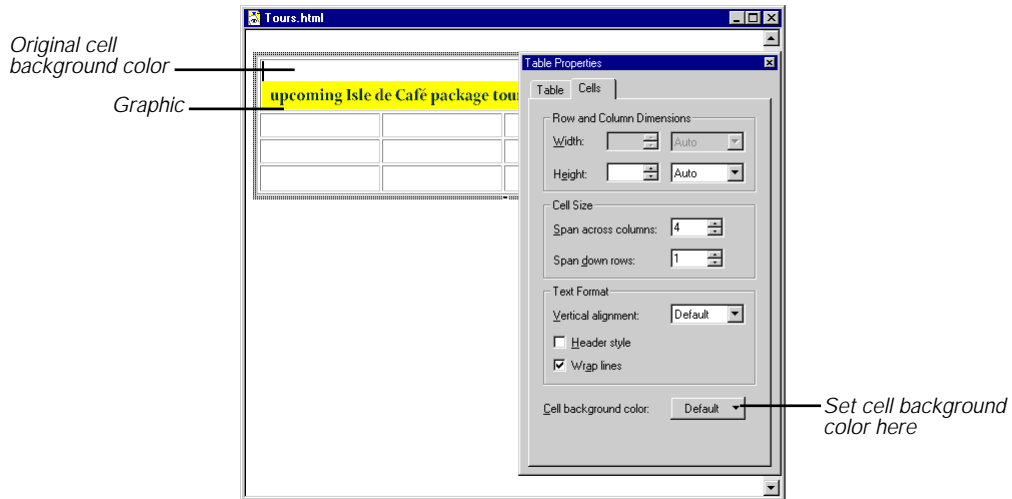 Tours.html
Original cell
background color
Graphic
upcoming Isle de Café package tou
Table Properties
Table Cells
Row and Column Dimensions
Width: Auto
Height: Auto
Cell Size
Span across columns: 4
Span down rows: 1
Text Format
Vertical alignment: Default
Header style
Wrap lines
Cell background color: Default
Set cell background
color here